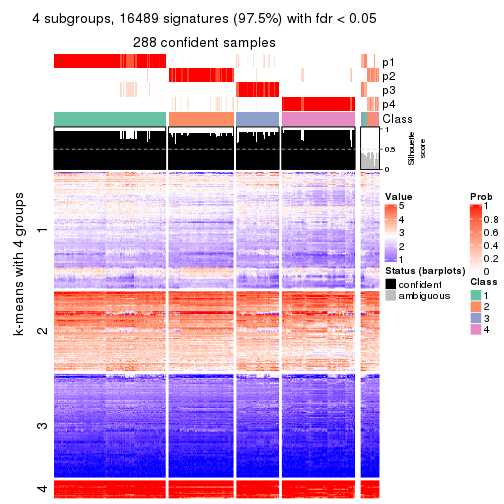 4 subgroups, 16489 signatures (97.5%) with fdr < 0.05
288 confident samples
p1
p2
p3
p4
Class
1
0.5
0
Silhouette
score
k-means with 4 groups
1
2
3
4
Value
5
4
3
2
1
Status (barplots)
confident
ambiguous
Prob
1
0.8
0.6
0.4
0.2
0
Class
1
2
3
4